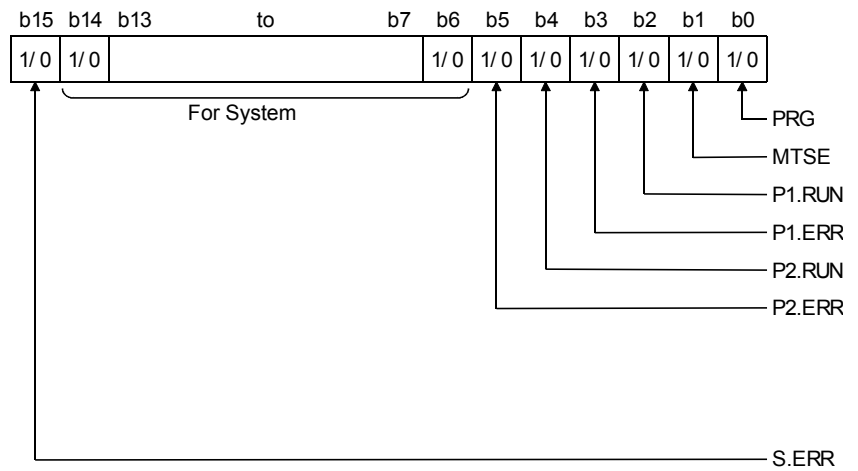 b15 b14 b13 to b7 b6 b5 b4 b3 b2 b1 b0
1/ 0 1/ 0 1/ 0 1/ 0 1/ 0 1/ 0 1/ 0 1/ 0 1/ 0
For System
PRG
MTSE
P1.RUN
P1.ERR
P2.RUN
P2.ERR
S.ERR